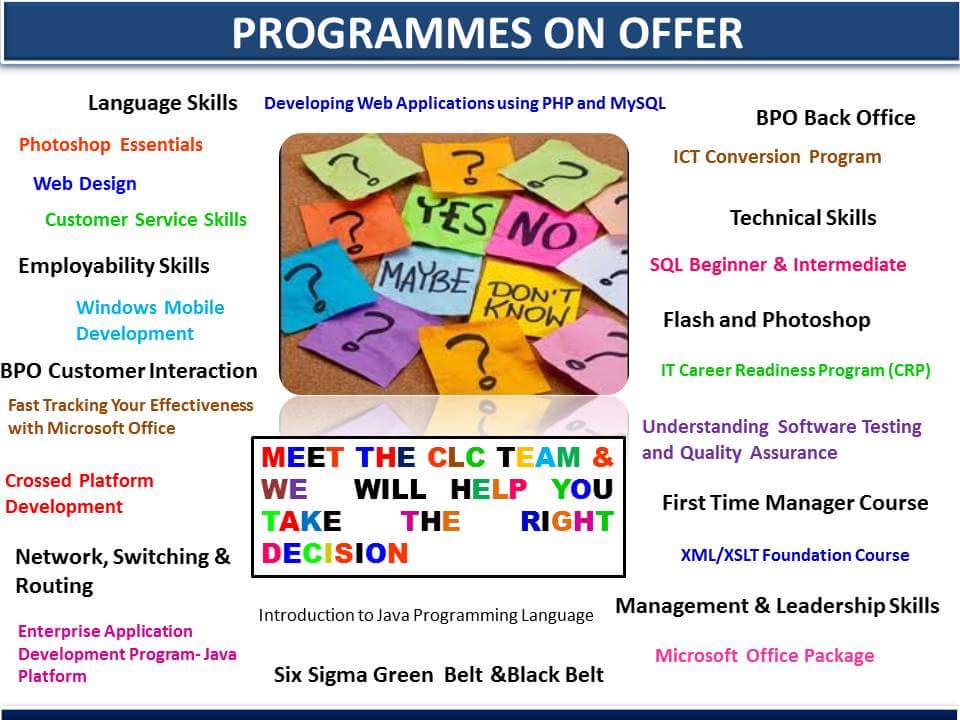 PROGRAMMES ON OFFER
Language Skills
Developing Web Applications using PHP and MySQL
BPO Back Office
Photoshop Essentials
ICT Conversion Program
Web Design
Customer Service Skills
Technical Skills
Employability Skills
SQL Beginner & Intermediate
Windows Mobile
Development
Flash and Photoshop
BPO Customer Interaction
IT Career Readiness Program (CRP)
Fast Tracking Your Effectiveness
with Microsoft Office
Understanding Software Testing
and Quality Assurance
Crossed Platform
Development
First Time Manager Course
Network, Switching &
Routing
XML/XSLT Foundation Course
Enterprise Application
Development Program- Java
Platform
Management & Leadership Skills
Microsoft Office Package
?
?
?
?
YES
NO
?
MAYBE
DON'T
KNOW
?
?
?
MEET THE CLC TEAM &
WE WILL HELP YOU
TAKE THE RIGHT
DECISION
Introduction to Java Programming Language
Six Sigma Green Belt &Black Belt